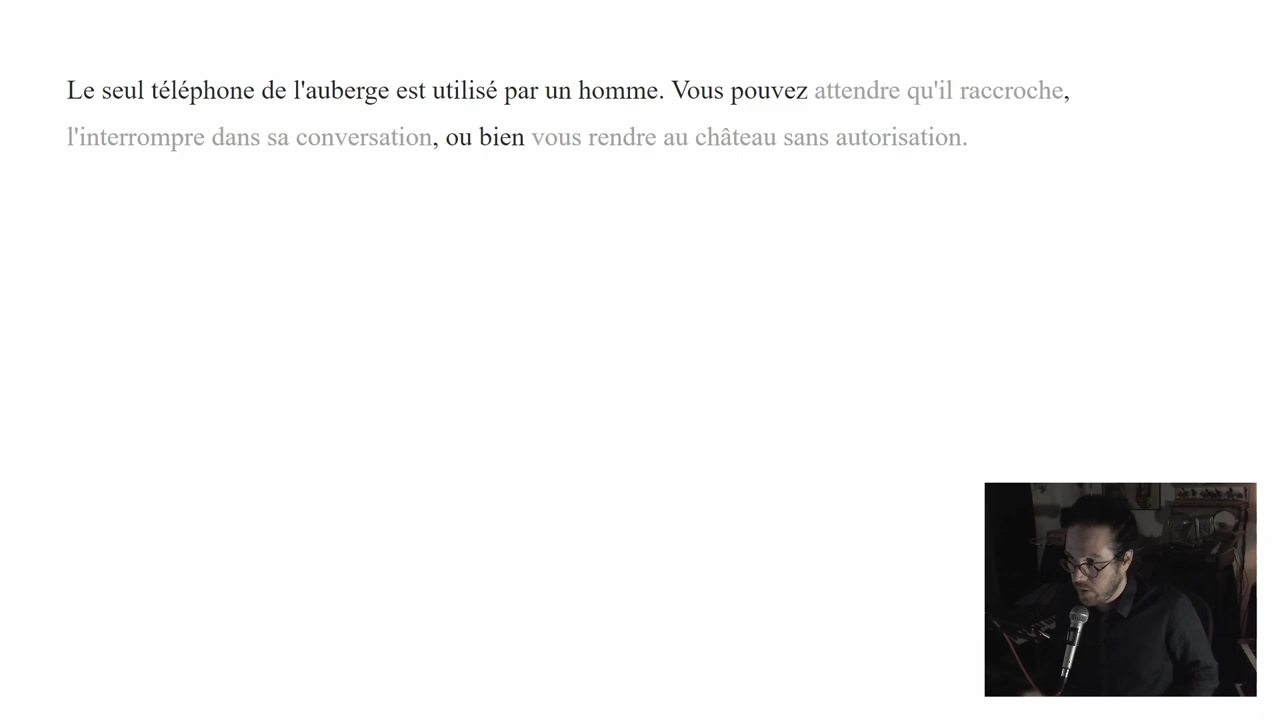 Le seul téléphone de l'auberge est utilisé par un homme. Vous pouvez attendre qu'il raccroche,
l'interrompre dans sa conversation, ou bien vous rendre au château sans autorisation.